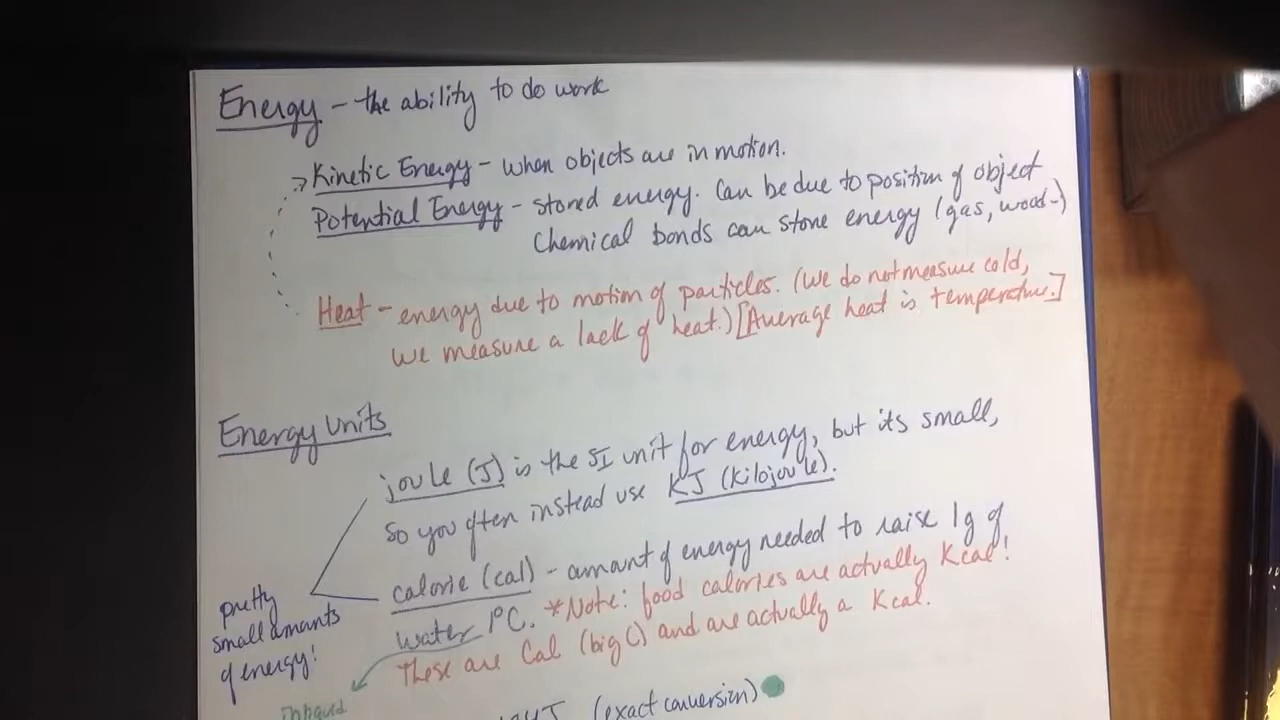 Energy - the ability to do work
Kinetic Energy - when objects are in motion.
Potential Energy - stored energy. Can be due to position of object
Chemical bonds can store energy (gas, wood-)
Heat - energy due to motion of particles. (We do not measure cold,
we measure a lack of heat.) [Average heat is temperature.]
Energy Units
joule (J) is the SI unit for energy, but its small,
so you often instead use KJ (Kilojoule).
calorie (cal) - amount of energy needed to raise 1g of
water 1°C. *Note: food calories are actually Kcal!
These are Cal (big C) and are actually a Kcal.
pretty
small amounts
of energy!
(exact conversion)